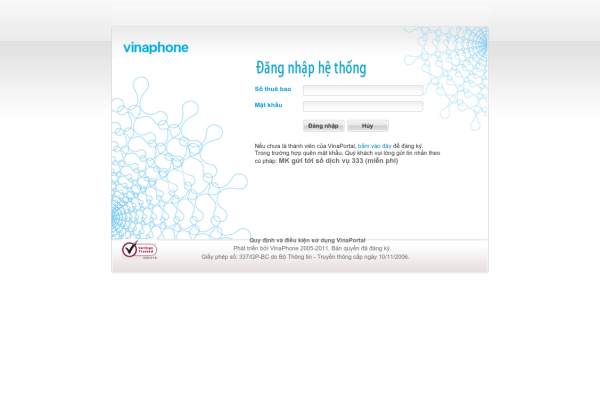 vinaphone
Đăng nhập hệ thống
Số thuê bao
Mật khẩu
Đăng nhập Hủy
Nếu chưa là thành viên của VinaPortal, bấm vào đây để đăng ký.
Trong trường hợp quên mật khẩu, Quý khách vui lòng gửi tin nhắn theo
cú pháp: MK gửi tới số dịch vụ 333 (miễn phí)
Quy định và điều kiện sử dụng VinaPortal
Phát triển bởi VinaPhone 2005-2011. Bản quyền đã đăng ký.
Giấy phép số: 337/GP-BC do Bộ Thông tin - Truyền thông cấp ngày 10/11/2006.
VeriSign
Trusted